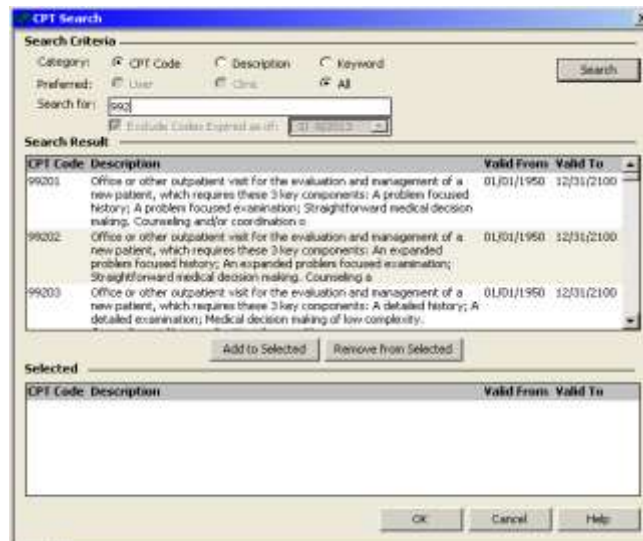 CPT Search
Search Criteria
Category: CPT Code Description Keyword
Preferred: User Clinic All
Search
Search for: 992
Exclude Codes Expired as of:
Search Result
CPT Code Description Valid From Valid To
99201 Office or other outpatient visit for the evaluation and management of a 01/01/1950 12/31/2100
new patient, which requires these 3 key components: A problem focused
history; A problem focused examination; Straightforward medical decision
making. Counseling and/or coordination o
99202 Office or other outpatient visit for the evaluation and management of a 01/01/1950 12/31/2100
new patient, which requires these 3 key components: An expanded
problem focused history; An expanded problem focused examination;
Straightforward medical decision making. Counseling a
99203 Office or other outpatient visit for the evaluation and management of a 01/01/1950 12/31/2100
new patient, which requires these 3 key components: A detailed history; A
detailed examination; Medical decision making of low complexity.
Add to Selected Remove from Selected
Selected
CPT Code Description Valid From Valid To
OK Cancel Help